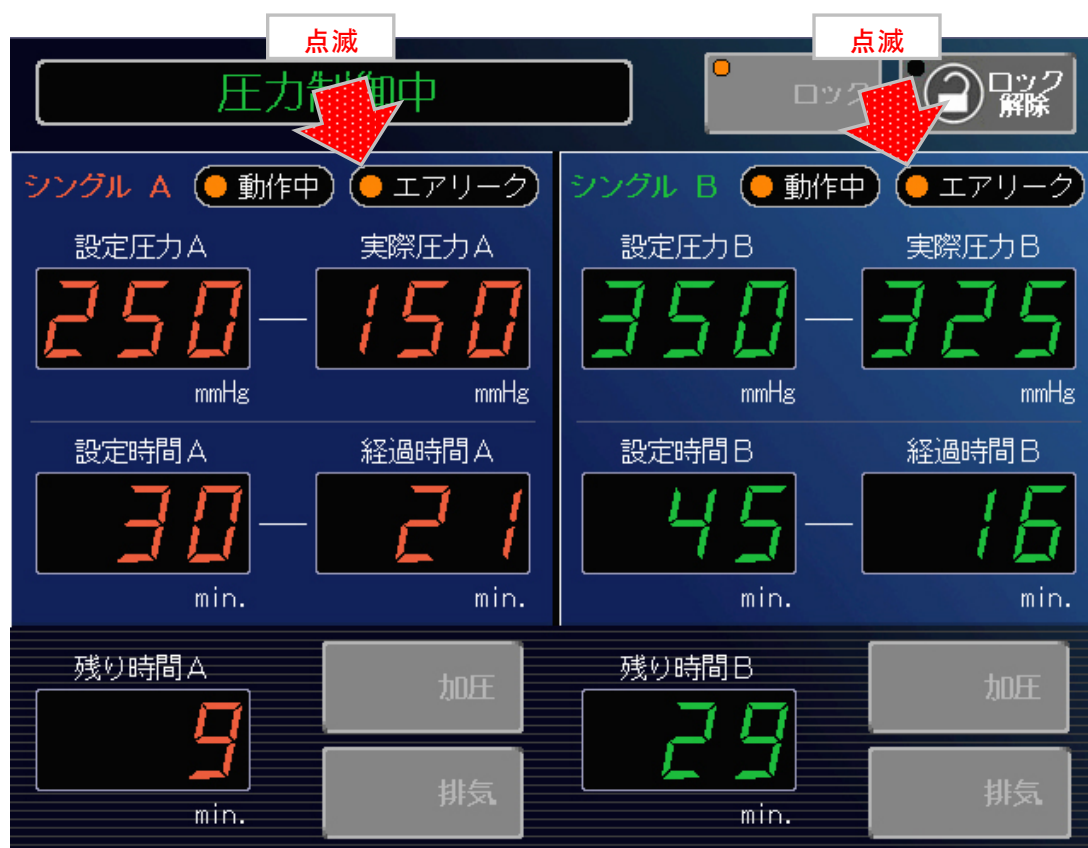 点滅
点滅
圧力制御中
ロック
ロック
解除
シングル A
動作中
エアリーク
シングル B
動作中
エアリーク
設定圧力A
実際圧力A
設定圧力B
実際圧力B
250
150
350
325
mmHg
mmHg
mmHg
mmHg
設定時間A
経過時間A
設定時間B
経過時間B
30
21
45
16
min.
min.
min.
min.
残り時間A
加圧
残り時間B
加圧
9
29
排気
排気
min.
min.